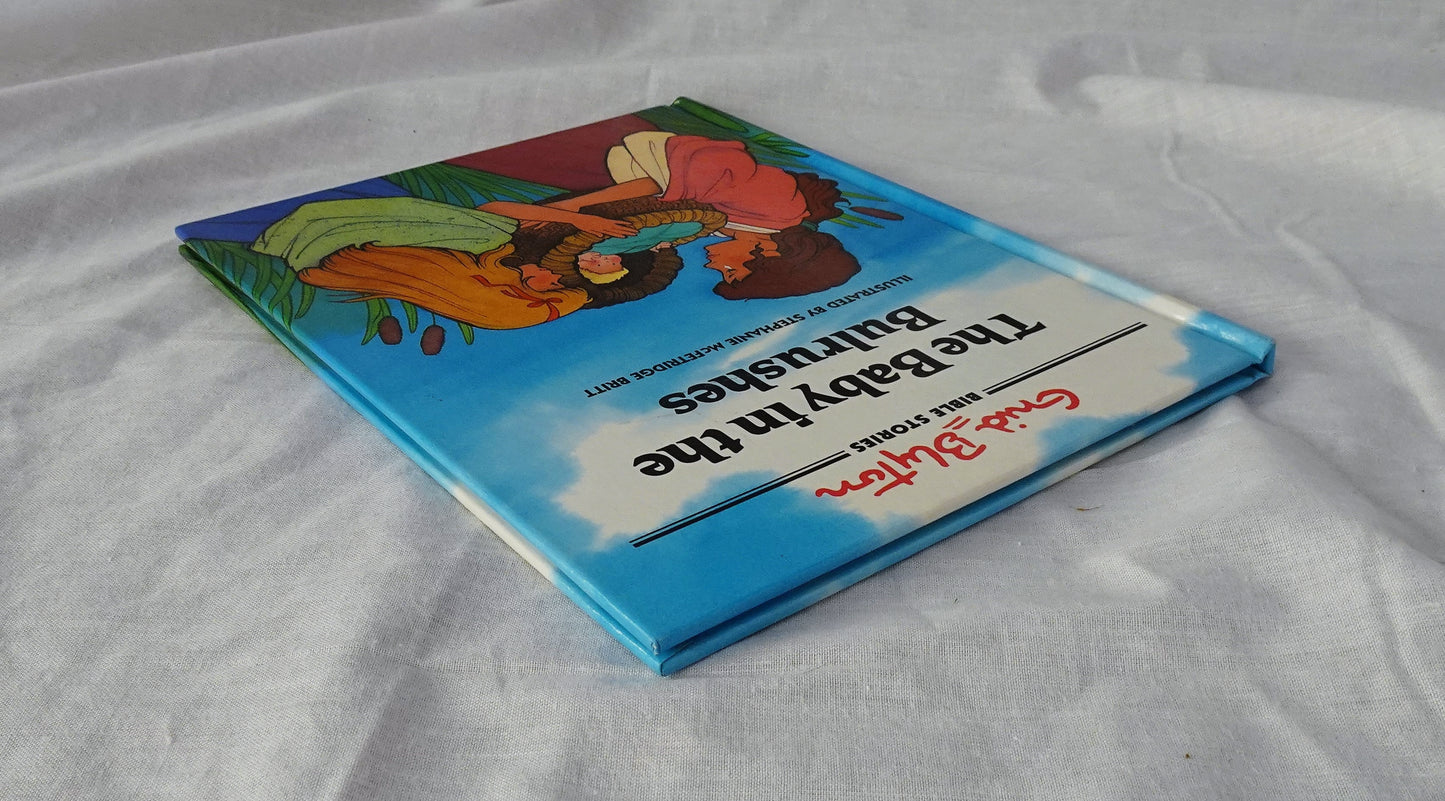 Enid Blyton
BIBLE STORIES
The Baby in the
Bulrushes
ILLUSTRATED BY STEPHANIE MCFETRIDGE BRITT